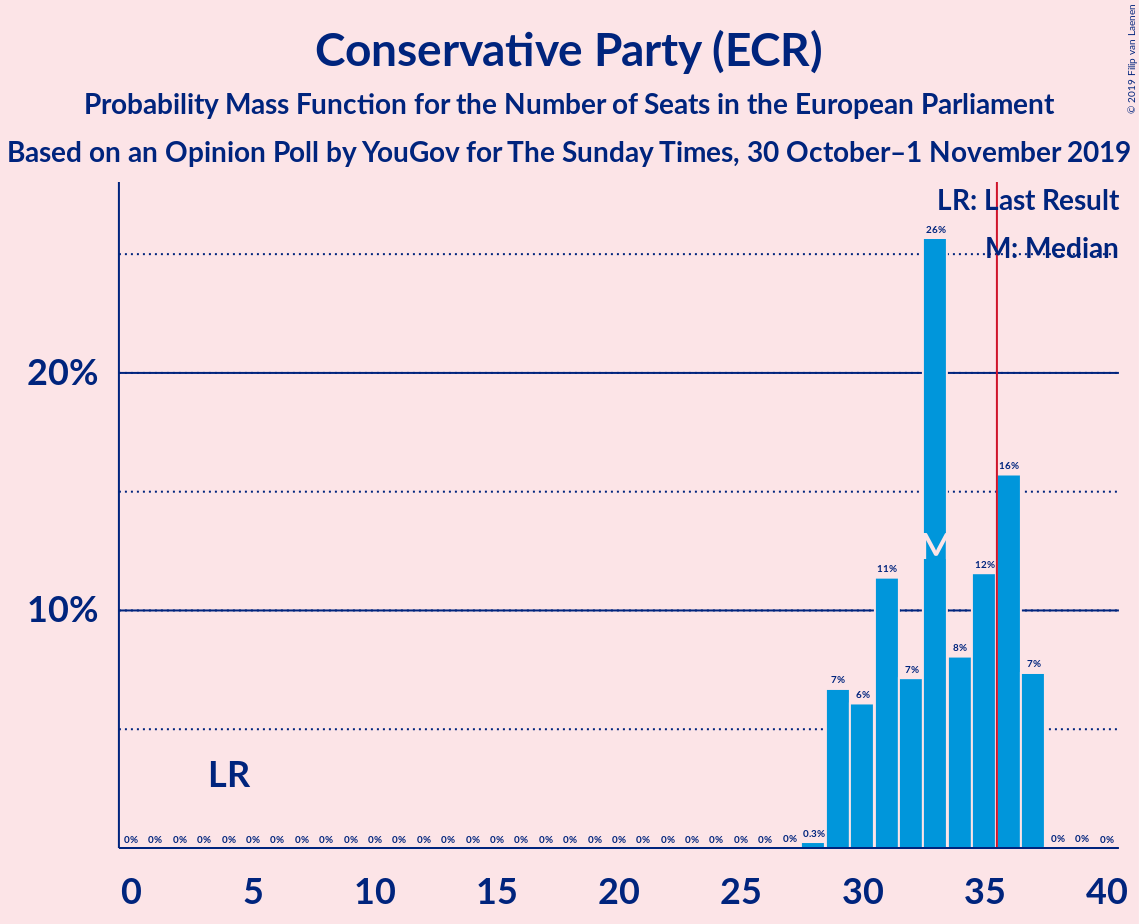 © 2019 Filip van Laenen
Conservative Party (ECR)
Probability Mass Function for the Number of Seats in the European Parliament
Based on an Opinion Poll by YouGov for The Sunday Times, 30 October–1 November 2019
LR: Last Result
M: Median
26%
20%
16%
M
11%
12%
10%
8%
7%
6%
7%
7%
LR
0% 0% 0% 0% 0% 0% 0% 0% 0% 0% 0% 0% 0% 0% 0% 0% 0% 0% 0% 0% 0% 0% 0% 0% 0% 0% 0% 0% 0.3% 0% 0% 0%
0 5 10 15 20 25 30 35 40